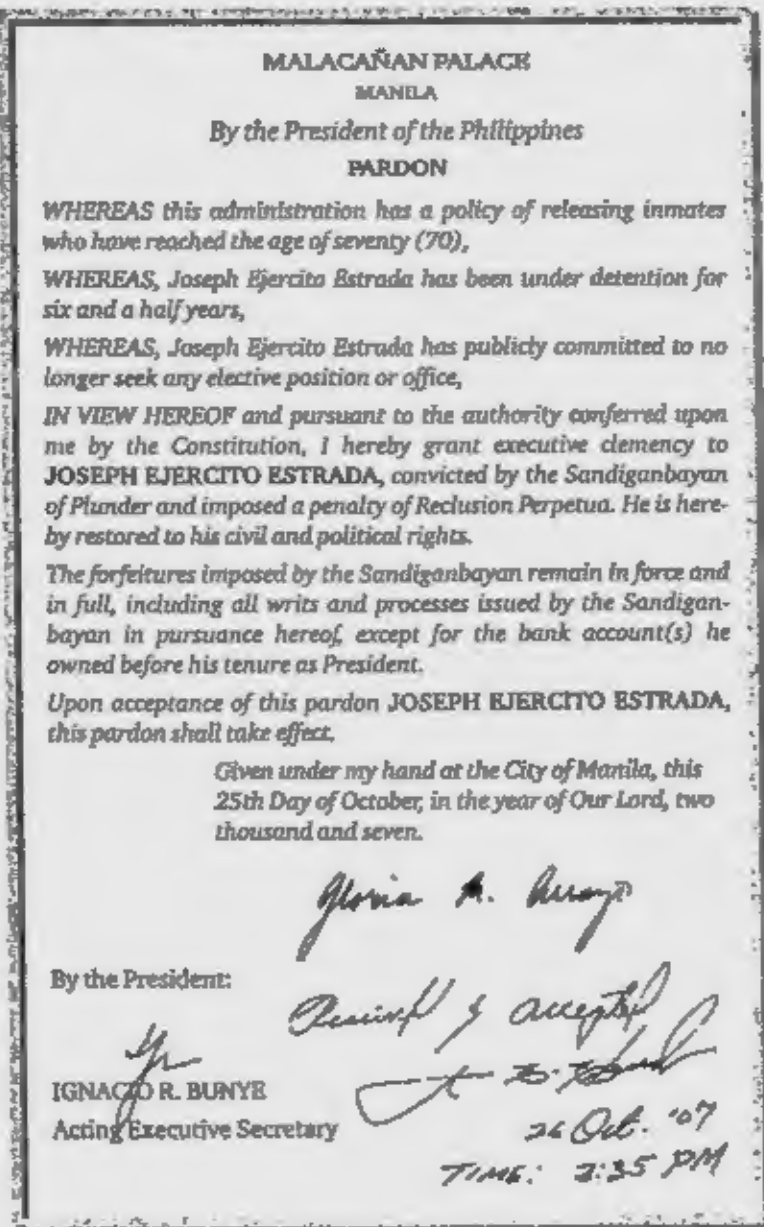 MALACAÑAN PALACE
MANILA
By the President of the Philippines
PARDON
WHEREAS this administration has a policy of releasing inmates
who have reached the age of seventy (70),
WHEREAS, Joseph Ejercito Estrada has been under detention for
six and a half years,
WHEREAS, Joseph Ejercito Estrada has publicly committed to no
longer seek any elective position or office,
IN VIEW HEREOF and pursuant to the authority conferred upon
me by the Constitution, I hereby grant executive clemency to
JOSEPH EJERCITO ESTRADA, convicted by the Sandiganbayan
of Plunder and imposed a penalty of Reclusion Perpetua. He is here-
by restored to his civil and political rights.
The forfeitures imposed by the Sandiganbayan remain in force and
in full, including all writs and processes issued by the Sandigan-
bayan in pursuance hereof, except for the bank account(s) he
owned before his tenure as President.
Upon acceptance of this pardon JOSEPH EJERCITO ESTRADA,
this pardon shall take effect.
Given under my hand at the City of Manila, this
25th Day of October, in the year of Our Lord, two
thousand and seven.
Gloria A. Arroyo
By the President:
Received & accepted
IGNACIO R. BUNYE
Acting Executive Secretary
26 Oct. '07
TIME: 3:35 PM